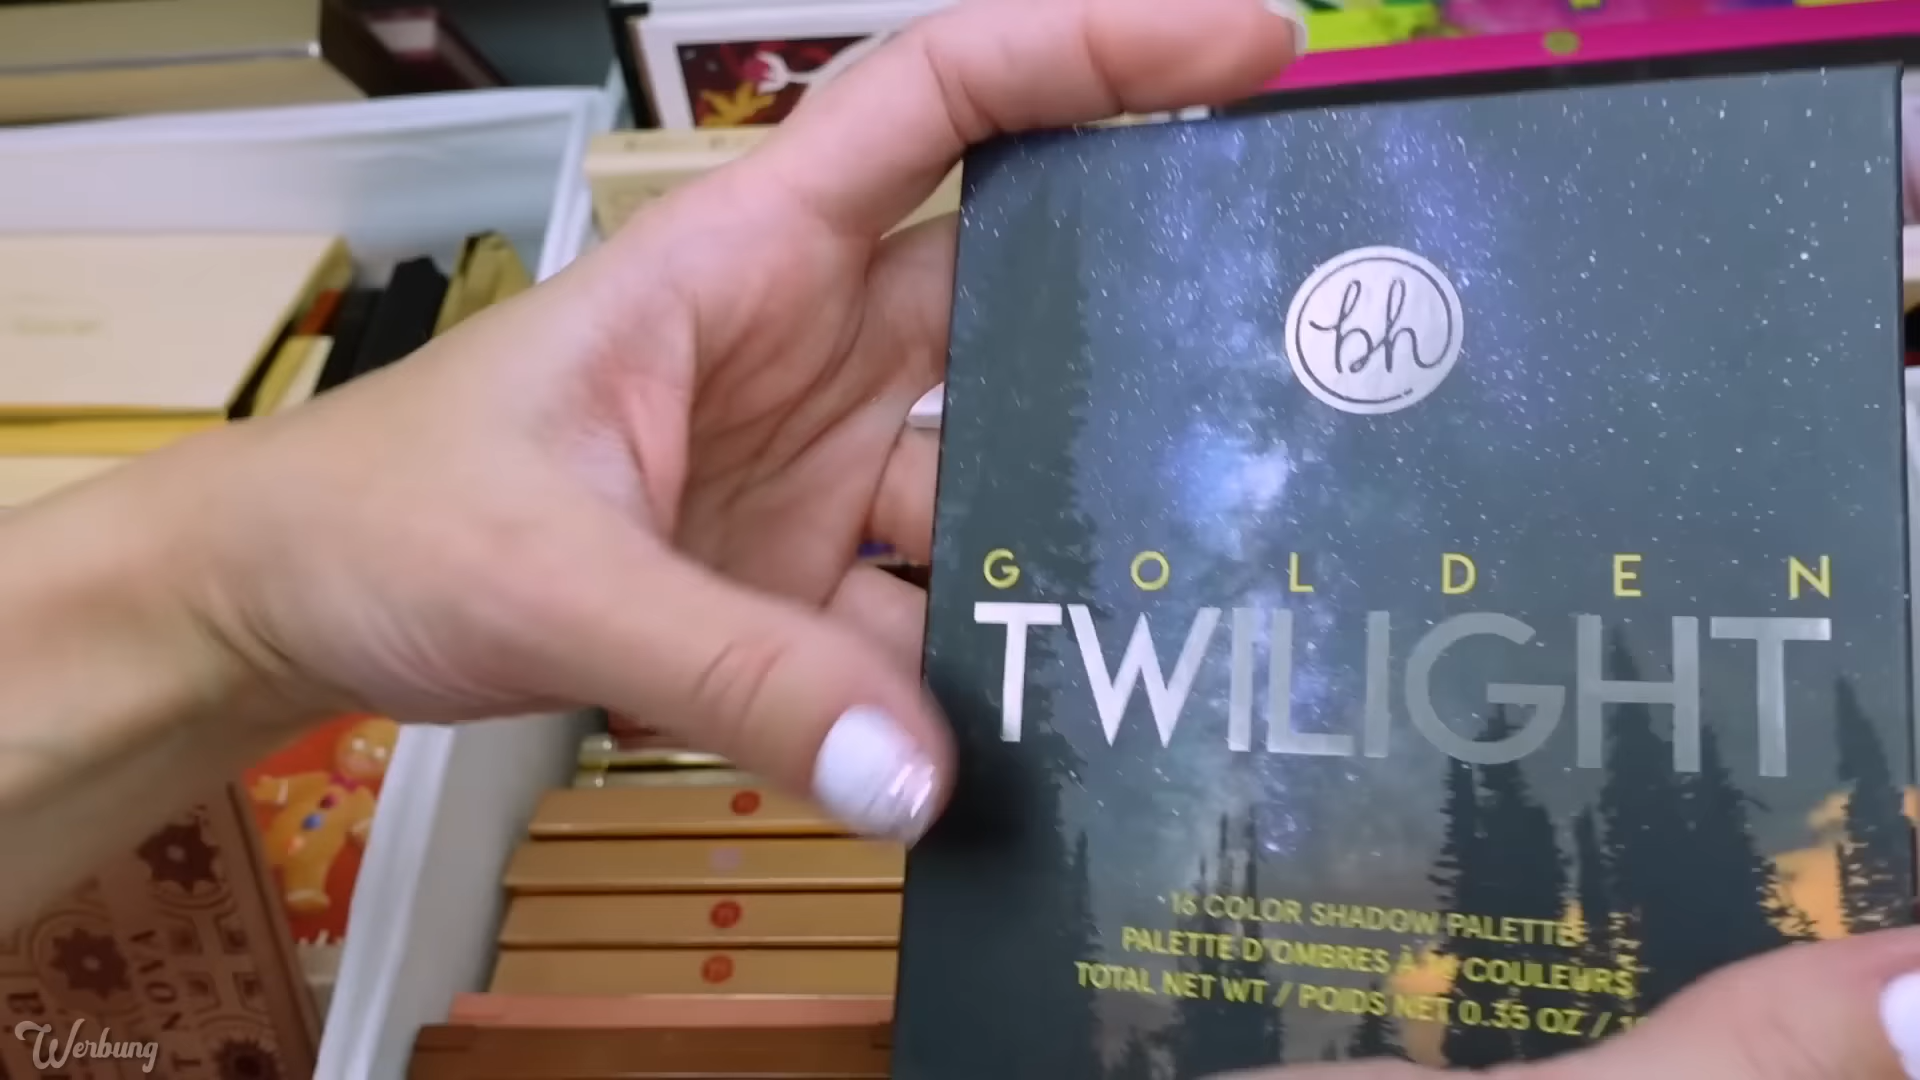 bh
GOLDEN
TWILIGHT
16 COLOR SHADOW PALETTE
PALETTE D'OMBRES À COULEURS
TOTAL NET WT / POIDS NET 0.35 OZ /
NOVA
Werbung